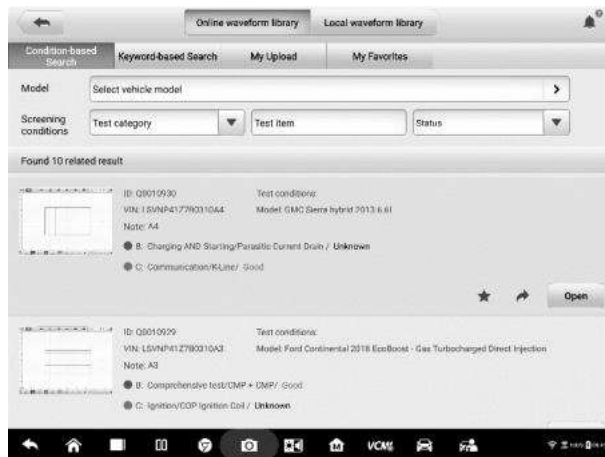 Online waveform library
Local waveform library
Condition-based Search
Keyword-based Search
My Upload
My Favorites
Model
Select vehicle model
Screening conditions
Test category
Test item
Status
Found 10 related result
ID: Q0010930
Test conditions:
VIN: LSVNP41Z7B0310A4
Model: GMC Sierra hybrid 2013 6.6l
Note: A4
B: Charging AND Starting/Parasitic Current Drain / Unknown
C: Communication/K-Line/ Good
Open
ID: Q0010929
Test conditions:
Model: Ford Continental 2018 EcoBoost - Gas Turbocharged Direct Injection
Note: A3
B: Comprehensive test/CMP + CMP/ Good
C: Ignition/COP Ignition Coil / Unknown
VCMI